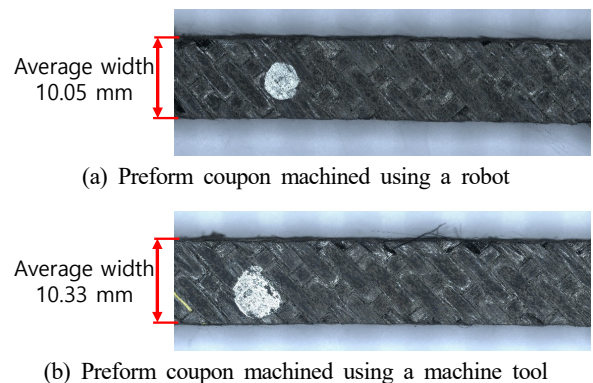 Average width
10.05 mm
(a) Preform coupon machined using a robot
Average width
10.33 mm
(b) Preform coupon machined using a machine tool